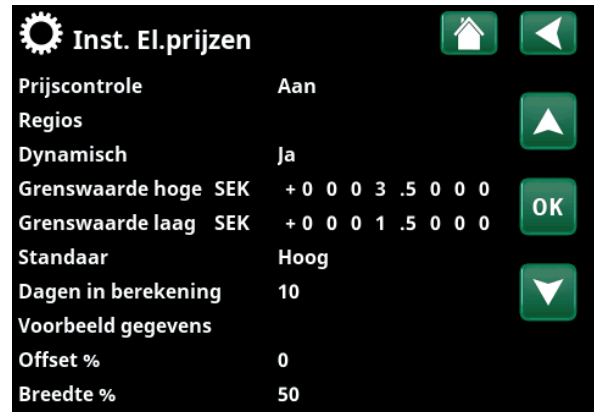 Inst. El.prijzen
Prijscontrole Aan
Regios
Dynamisch Ja
Grenswaarde hoge SEK +0 0 0 3 .5 0 0 0
Grenswaarde laag SEK +0 0 0 1 .5 0 0 0
OK
Standaar Hoog
Dagen in berekening 10
Voorbeeld gegevens
Offset % 0
Breedte % 50